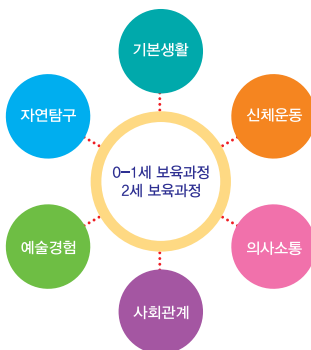 기본생활
자연탐구
신체운동
0-1세 보육과정
2세 보육과정
예술경험
의사소통
사회관계